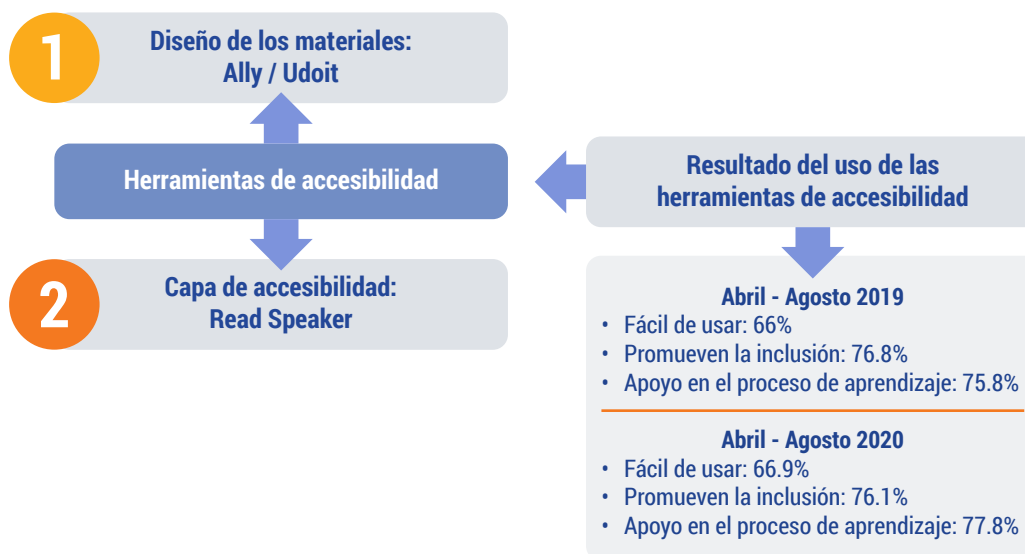 1
Diseño de los materiales:
Ally / Udoit
Herramientas de accesibilidad
2
Capa de accesibilidad:
Read Speaker
Resultado del uso de las
herramientas de accesibilidad
Abril - Agosto 2019
• Fácil de usar: 66%
• Promueven la inclusión: 76.8%
• Apoyo en el proceso de aprendizaje: 75.8%
Abril - Agosto 2020
• Fácil de usar: 66.9%
• Promueven la inclusión: 76.1%
• Apoyo en el proceso de aprendizaje: 77.8%